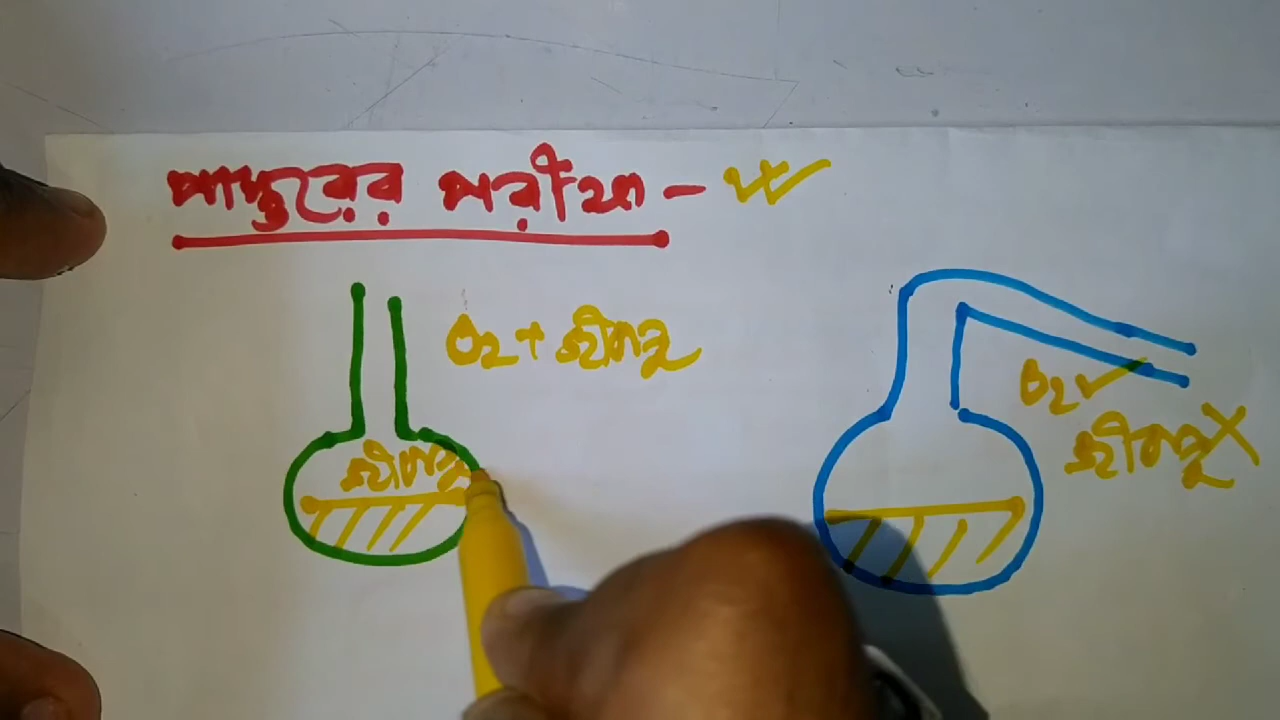 পাস্তুরের পরীক্ষা -
O2 + জীবাণু
O2 ✓
জীবাণু X
জীবাণু